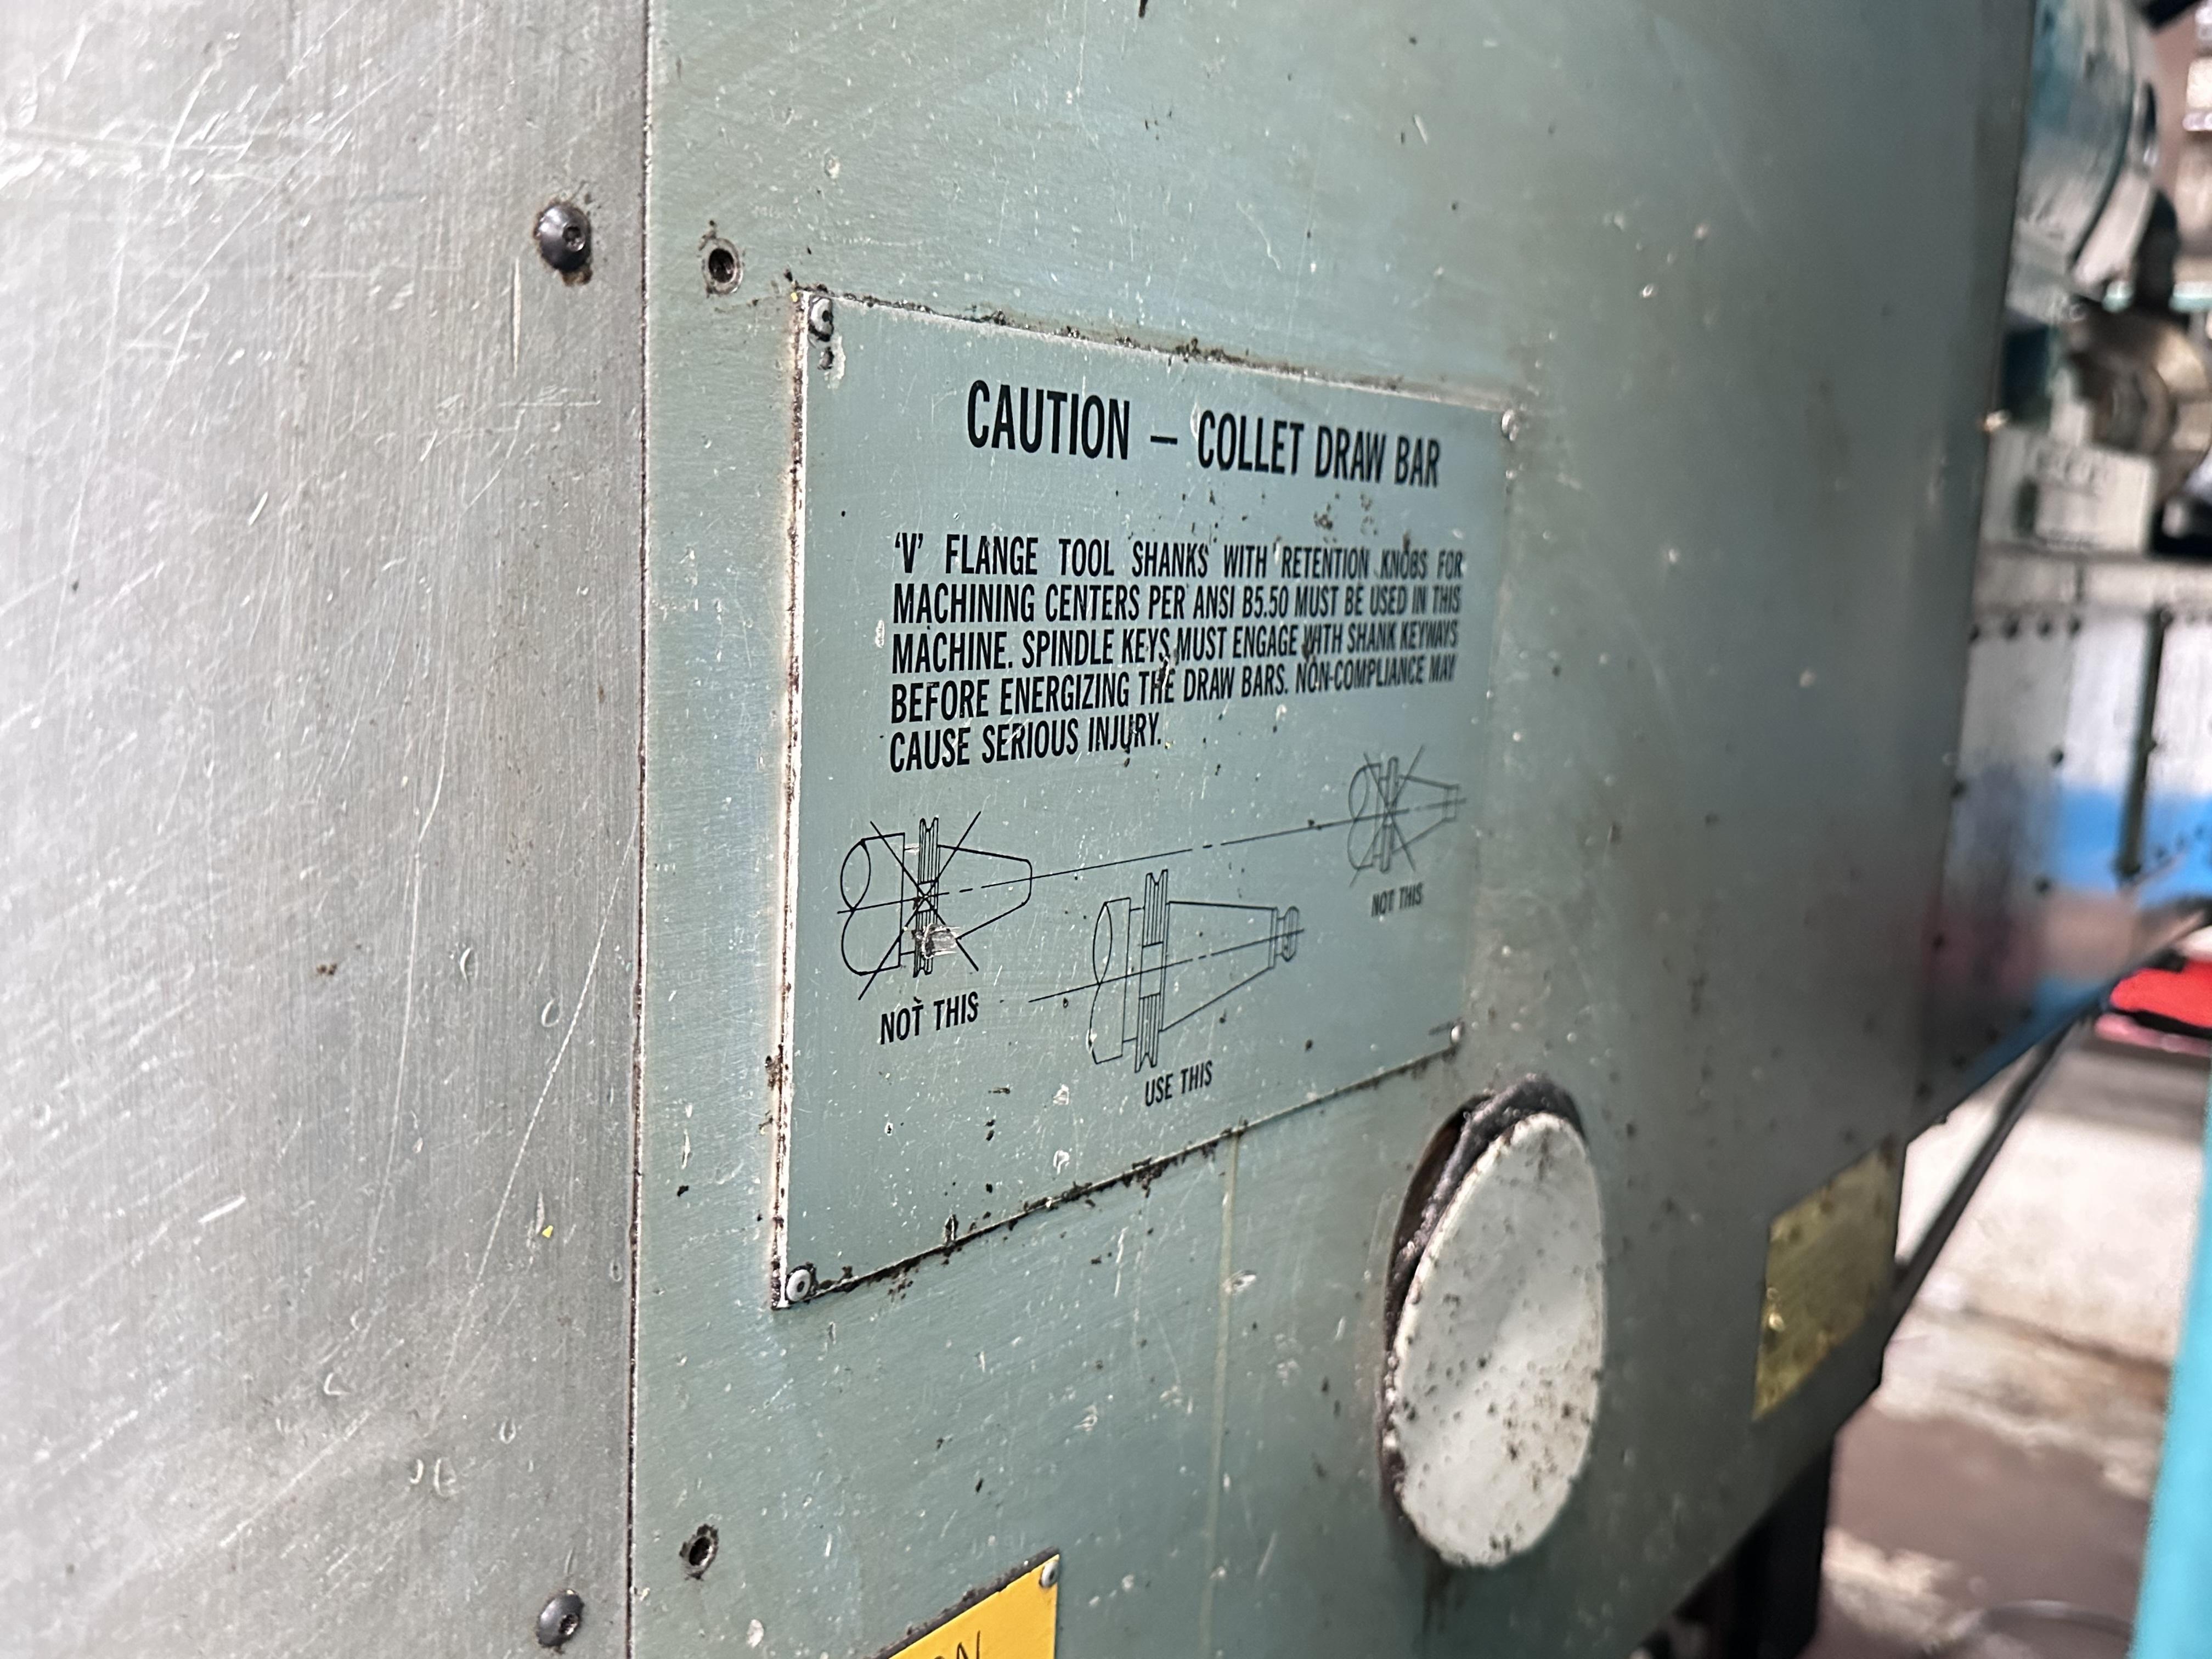 CAUTION – COLLET DRAW BAR
'V' FLANGE TOOL SHANKS WITH RETENTION KNOBS FOR
MACHINING CENTERS PER ANSI B5.50 MUST BE USED IN THIS
MACHINE. SPINDLE KEYS MUST ENGAGE WITH SHANK KEYWAYS
BEFORE ENERGIZING THE DRAW BARS. NON-COMPLIANCE MAY
CAUSE SERIOUS INJURY.
NOT THIS
USE THIS
NOT THIS